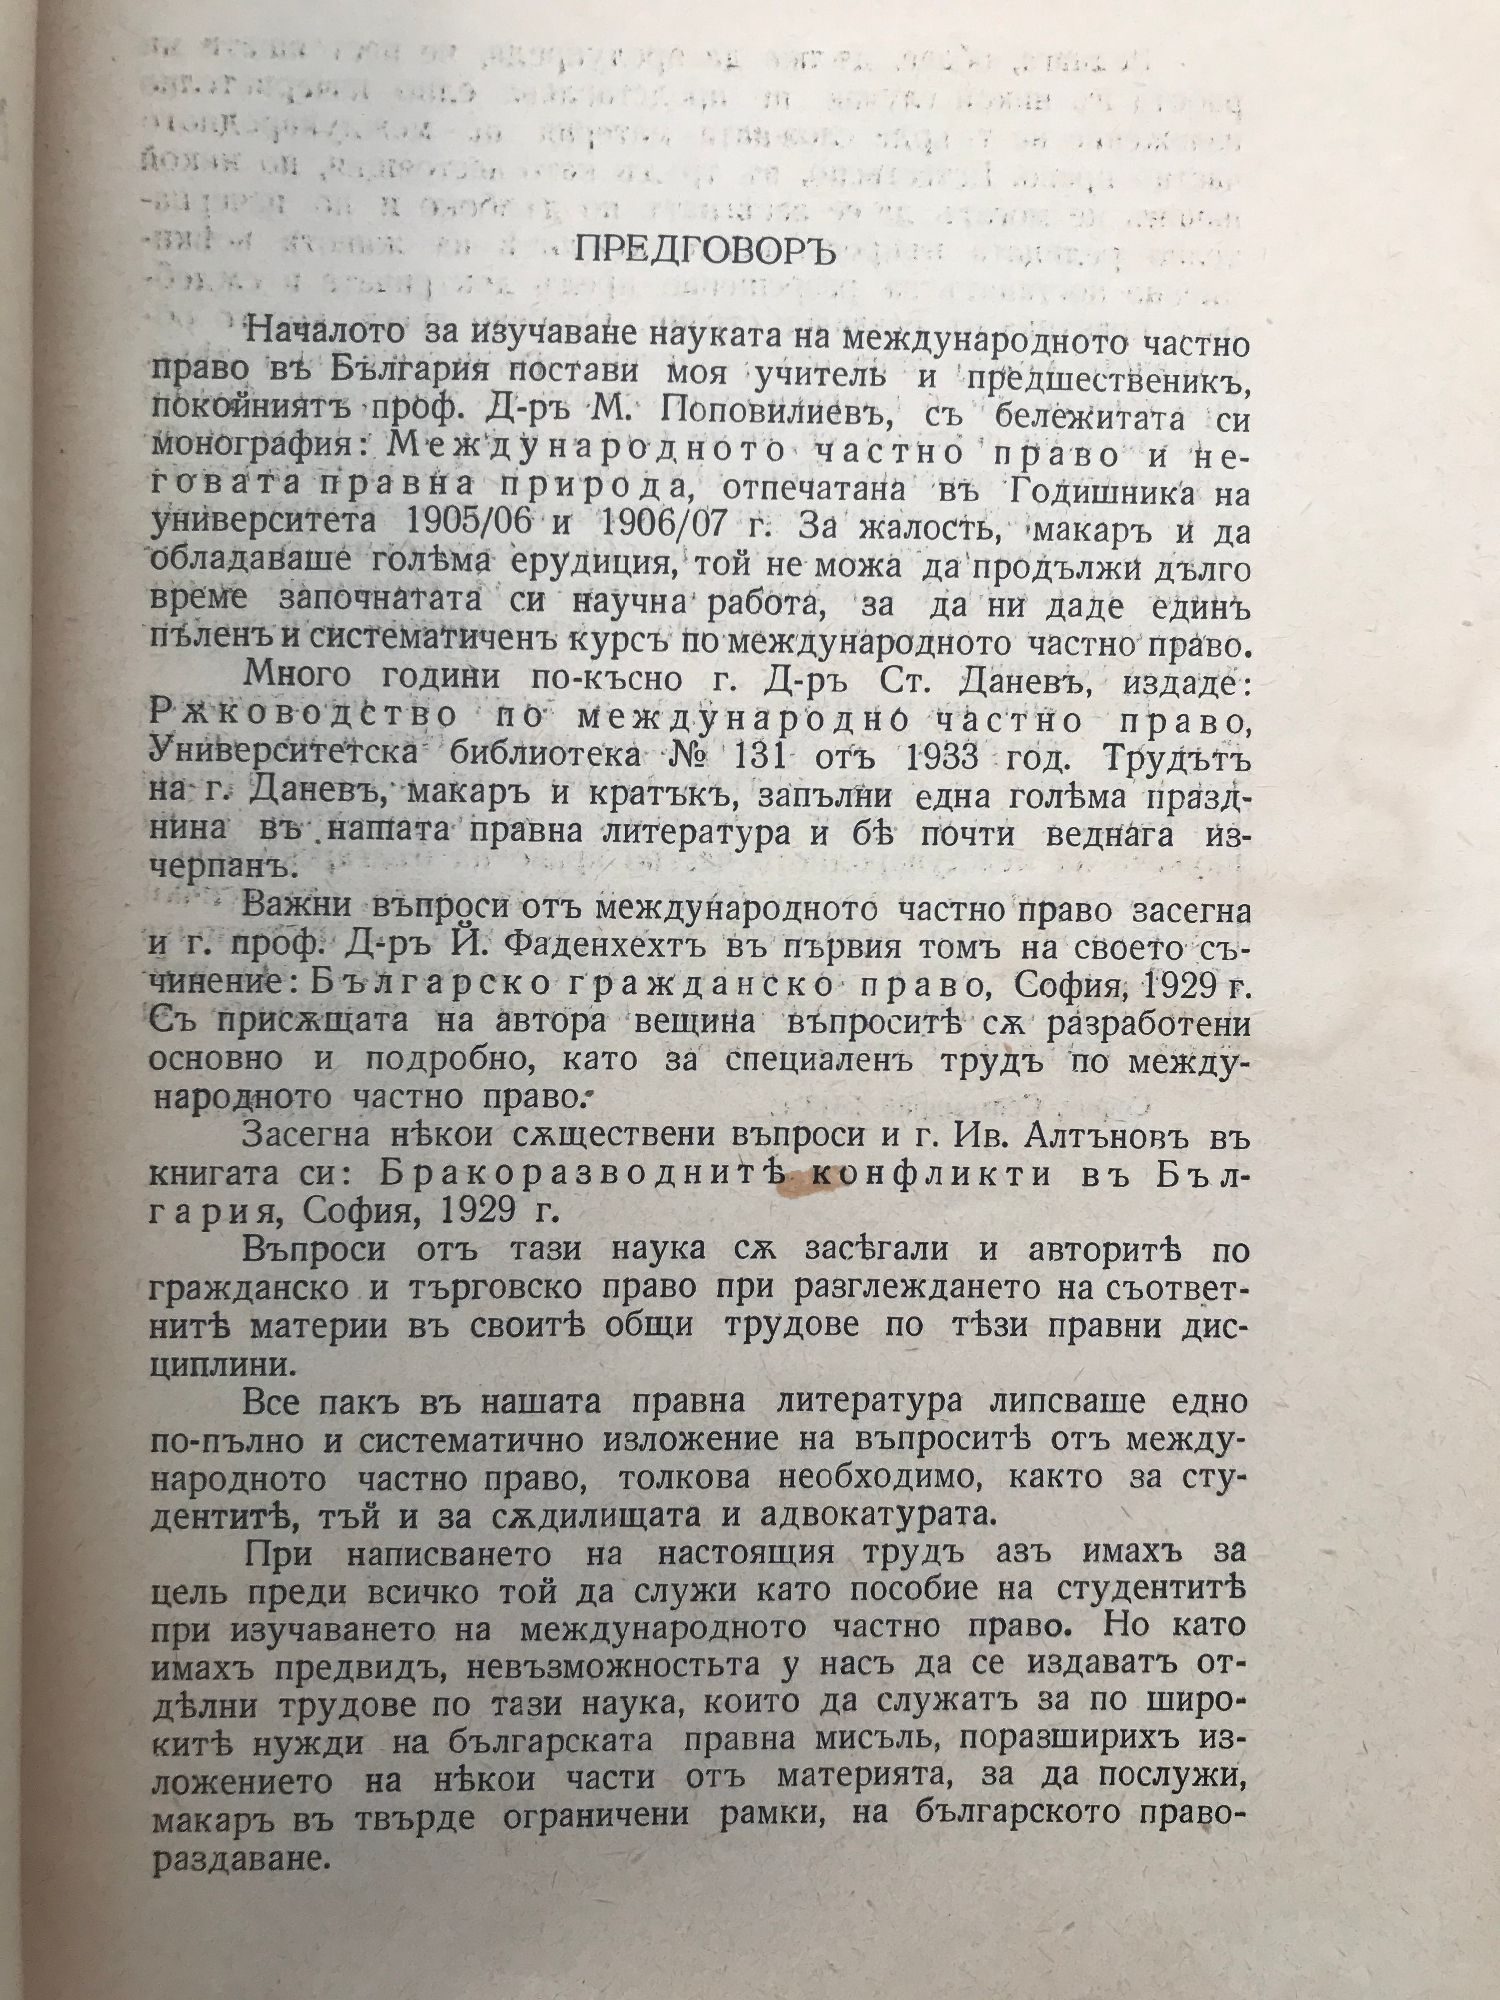 ПРЕДГОВОРЪ
Началото за изучаване науката на международното частно
право въ България постави моя учитель и предшественикъ,
покойниятъ проф. Д-ръ М. Поповилиевъ, съ бележитата си
монография: Международното частно право и не-
говата правна природа, отпечатана въ Годишника на
университета 1905/06 и 1906/07 г. За жалость, макаръ и да
обладаваше голѣма ерудиция, той не можа да продължи дълго
време започнатата си научна работа, за да ни даде единъ
пъленъ и систематиченъ курсъ по международното частно право.
Много години по-късно г. Д-ръ Ст. Даневъ, издаде:
Рѫководство по международно частно право,
Университетска библиотека № 131 отъ 1933 год. Трудътъ
на г. Даневъ, макаръ и кратъкъ, запълни една голѣма празд-
нина въ нашата правна литература и бѣ почти веднага из-
черпанъ.
Важни въпроси отъ международното частно право засегна
и г. проф. Д-ръ Й. Фаденхехтъ въ първия томъ на своето съ-
чинение: Българско гражданско право, София, 1929 г.
Съ присѫщата на автора вещина въпроситѣ сѫ разработени
основно и подробно, като за специаленъ трудъ по между-
народното частно право.
Засегна нѣкои сѫществени въпроси и г. Ив. Алтъновъ въ
книгата си: Бракоразводнитѣ конфликти въ Бъл-
гария, София, 1929 г.
Въпроси отъ тази наука сѫ засѣгали и авторитѣ по
гражданско и търговско право при разглеждането на съответ-
нитѣ материи въ своитѣ общи трудове по тѣзи правни дис-
циплини.
Все пакъ въ нашата правна литература липсваше едно
по-пълно и систематично изложение на въпроситѣ отъ между-
народното частно право, толкова необходимо, както за сту-
дентитѣ, тъй и за сѫдилищата и адвокатурата.
При написването на настоящия трудъ азъ имахъ за
цель преди всичко той да служи като пособие на студентитѣ
при изучаването на международното частно право. Но като
имахъ предвидъ, невъзможностьта у насъ да се издаватъ от-
дѣлни трудове по тази наука, които да служатъ за по широ-
китѣ нужди на българската правна мисъль, поразширихъ из-
ложението на нѣкои части отъ материята, за да послужи,
макаръ въ твърде ограничени рамки, на българското право-
раздаване.